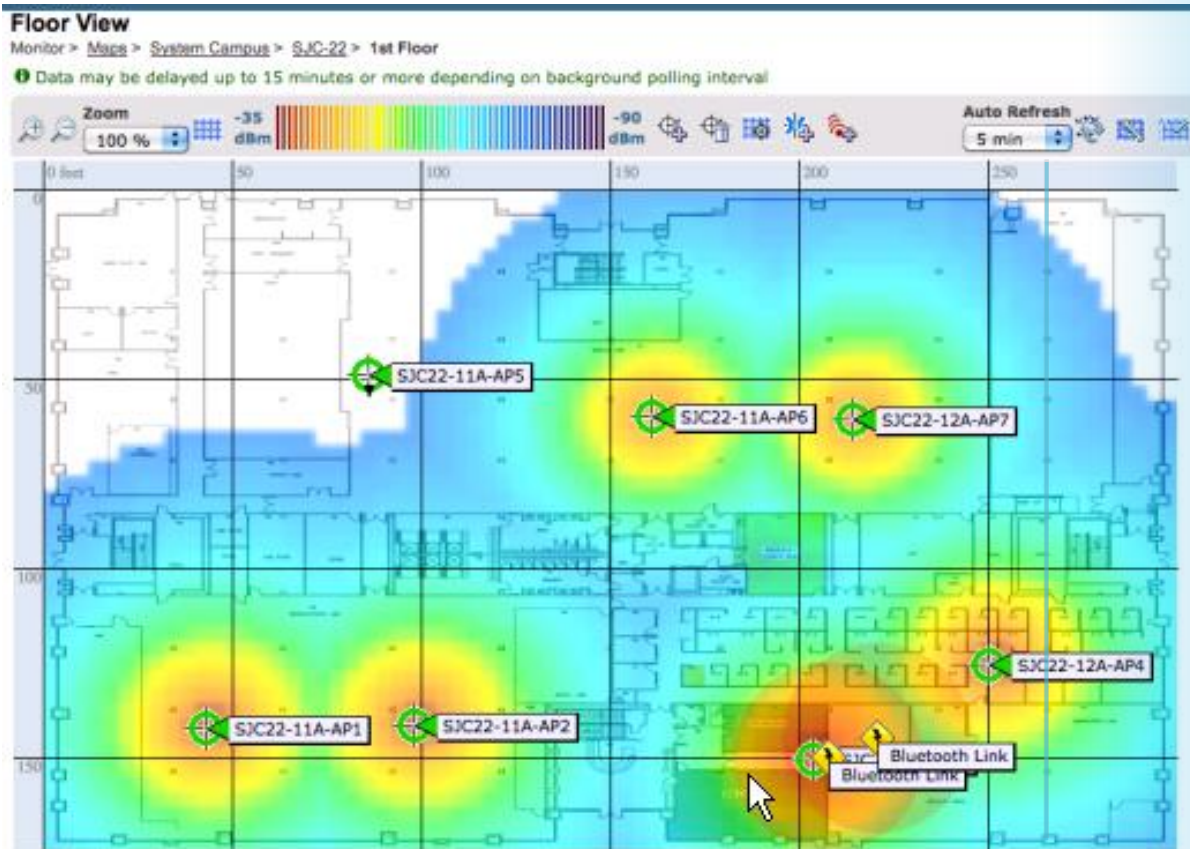 Floor View
Monitor > Maps > System Campus > SJC-22 > 1st Floor
Data may be delayed up to 15 minutes or more depending on background polling interval
Zoom
100 %
-35
dBm
-90
dBm
Auto Refresh
5 min
0 feet 50 100 150 200 250
0
50
100
150
SJC22-11A-AP5
SJC22-11A-AP6
SJC22-12A-AP7
SJC22-12A-AP4
SJC22-11A-AP1
SJC22-11A-AP2
SJC
Bluetooth Link
Bluetooth Link